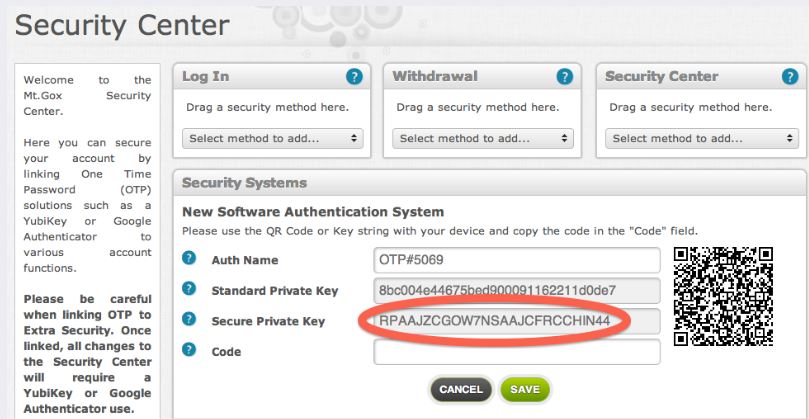 Security Center
Welcome to the
Mt.Gox Security
Center.
Here you can secure
your account by
linking One Time
Password (OTP)
solutions such as a
YubiKey or Google
Authenticator to
various account
functions.
Please be careful
when linking OTP to
Extra Security. Once
linked, all changes to
the Security Center
will require a
YubiKey or Google
Authenticator use.
Log In ?
Drag a security method here.
Select method to add...
Withdrawal ?
Drag a security method here.
Select method to add...
Security Center ?
Drag a security method here.
Select method to add...
Security Systems
New Software Authentication System
Please use the QR Code or Key string with your device and copy the code in the "Code" field.
? Auth Name OTP#5069
? Standard Private Key 8bc004e44675bed900091162211d0de7
? Secure Private Key RPAAJZCGOW7NSAAJCFRCCHIN44
? Code
CANCEL SAVE